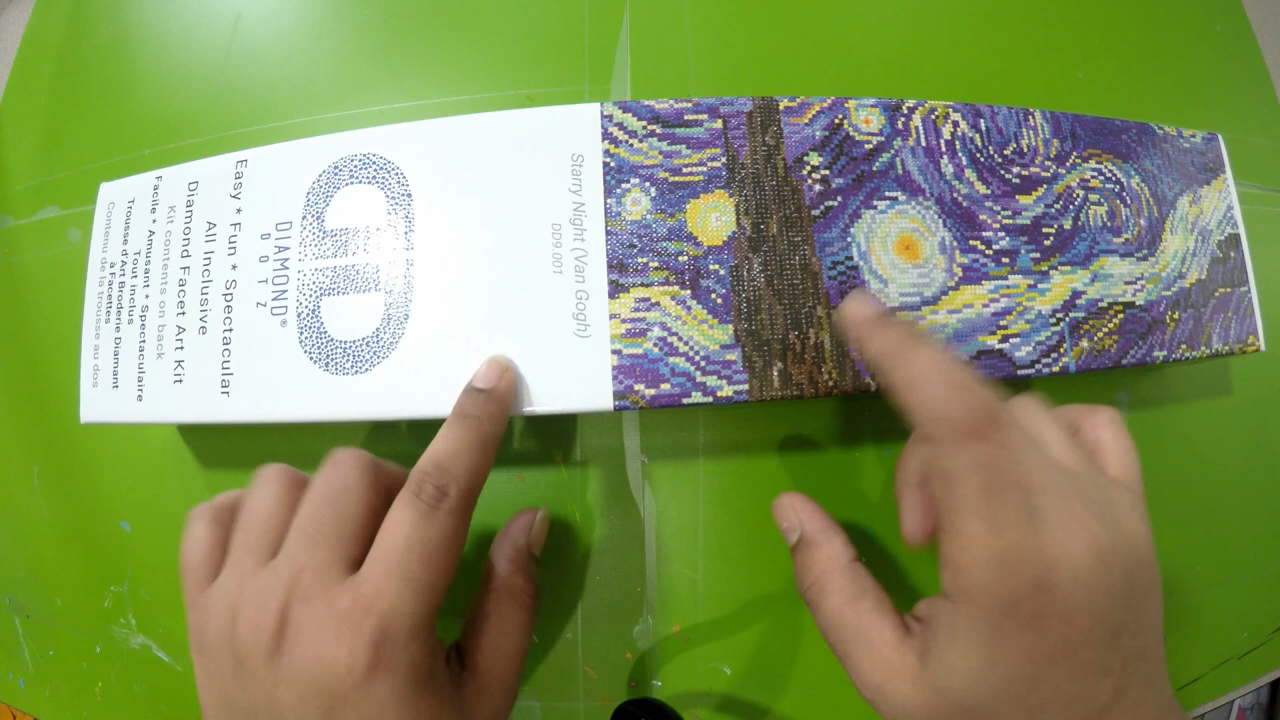 Starry Night (Van Gogh)
DD9.001
DIAMOND®
DOTZ
Easy * Fun * Spectacular
All Inclusive
Diamond Facet Art Kit
Kit contents on back
Facile * Amusant * Spectaculaire
Tout inclus
Trousse d'Art Broderie Diamant
à Facettes
Contenu de la trousse au dos